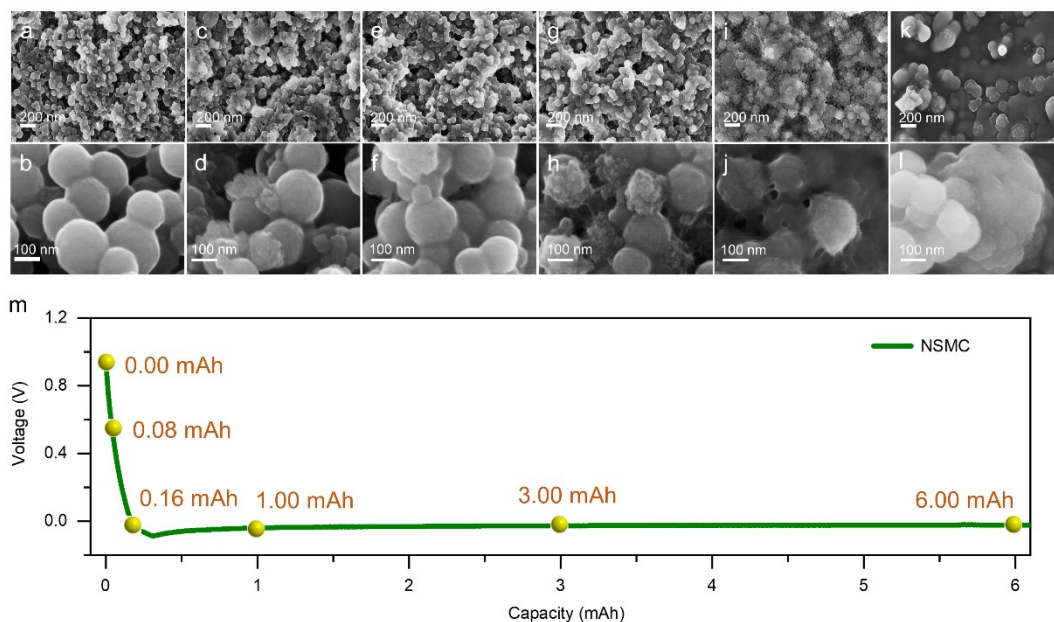 a
c
e
g
i
k
200 nm
200 nm
200 nm
200 nm
200 nm
200 nm
b
d
f
h
j
l
100 nm
100 nm
100 nm
100 nm
100 nm
100 nm
m
1.2
0.8
0.4
0.0
Voltage (V)
NSMC
0.00 mAh
0.08 mAh
0.16 mAh
1.00 mAh
3.00 mAh
6.00 mAh
0 1 2 3 4 5 6
Capacity (mAh)